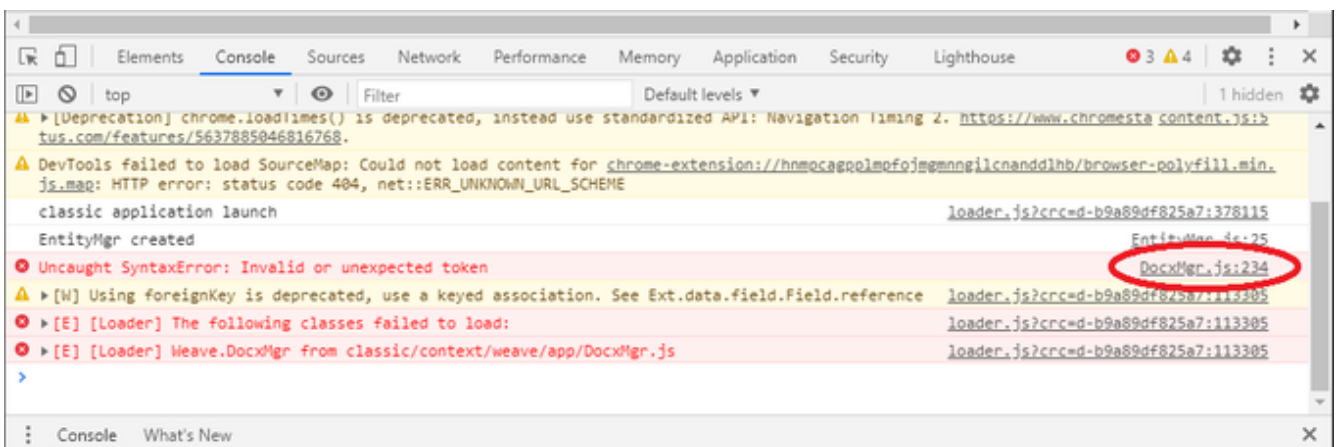 Elements Console Sources Network Performance Memory Application Security Lighthouse 3 4
top Filter Default levels 1 hidden
[Deprecation] chrome.loadTimes() is deprecated, instead use standardized API: Navigation Timing 2. https://www.chromesta content.js:5
tus.com/features/5637885046816768.
DevTools failed to load SourceMap: Could not load content for chrome-extension://hnmpcagpplmpfojmgmnngilcnanddlhb/browser-polyfill.min.
js.map: HTTP error: status code 404, net::ERR_UNKNOWN_URL_SCHEME
classic application launch loader.js?crc=d-b9a89df825a7:378115
EntityMgr created EntityMgr.js:25
Uncaught SyntaxError: Invalid or unexpected token DocxMgr.js:234
[W] Using foreignKey is deprecated, use a keyed association. See Ext.data.field.Field.reference loader.js?crc=d-b9a89df825a7:113305
[E] [Loader] The following classes failed to load: loader.js?crc=d-b9a89df825a7:113305
[E] [Loader] Weave.DocxMgr from classic/context/weave/app/DocxMgr.js loader.js?crc=d-b9a89df825a7:113305
Console What's New